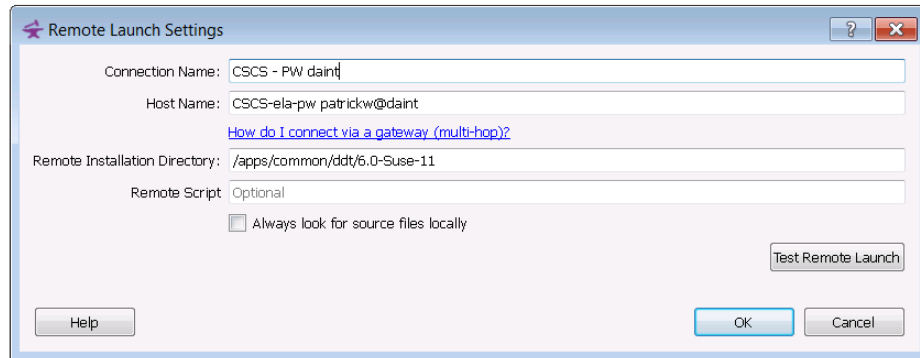 Remote Launch Settings
Connection Name: CSCS - PW daint
Host Name: CSCS-ela-pw patrickw@daint
How do I connect via a gateway (multi-hop)?
Remote Installation Directory: /apps/common/ddt/6.0-Suse-11
Remote Script Optional
Always look for source files locally
Test Remote Launch
Help OK Cancel